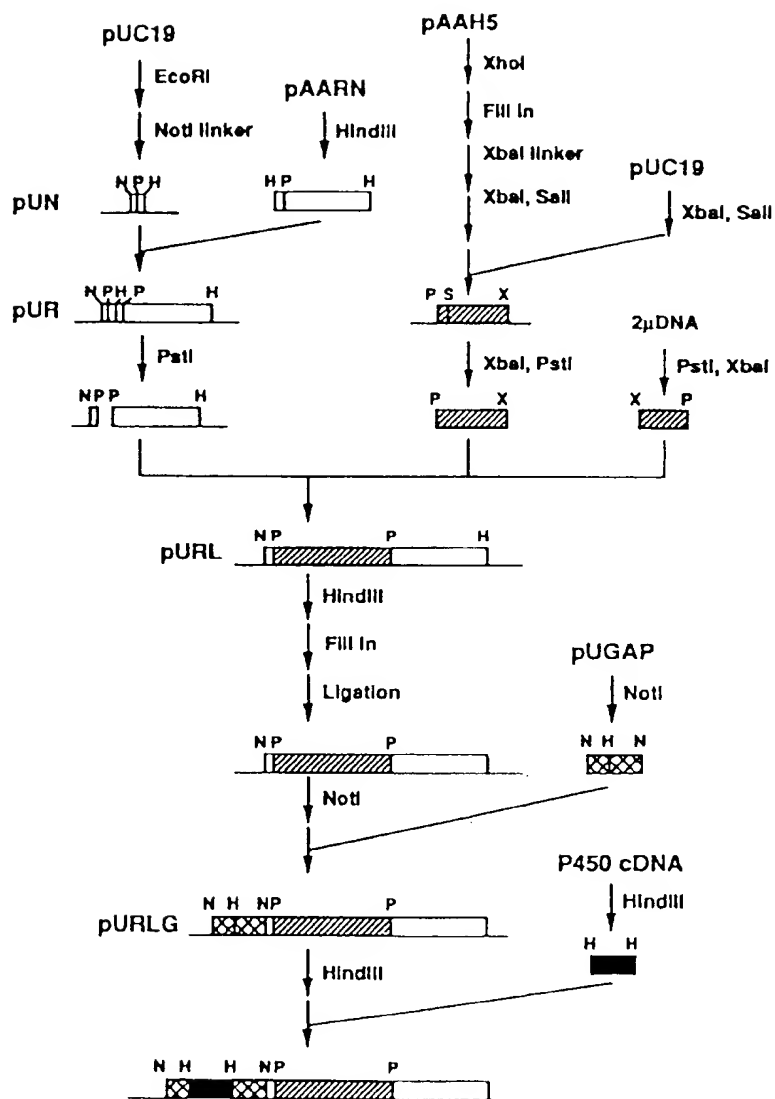 pUC19
pAAH5
EcoRI
XhoI
pAARN
Fill in
NotI linker
HindIII
XbaI linker
pUC19
N P H
H P H
XbaI, SalI
XbaI, SalI
pUN
N P H P H
P S X
pUR
2μDNA
PstI
XbaI, PstI
PstI, XbaI
N P P H
P X
X P
N P P H
pURL
HindIII
Fill in
pUGAP
Ligation
NotI
N P P
N H N
NotI
P450 cDNA
N H N P P
HindIII
pURLG
H H
HindIII
N H H N P P